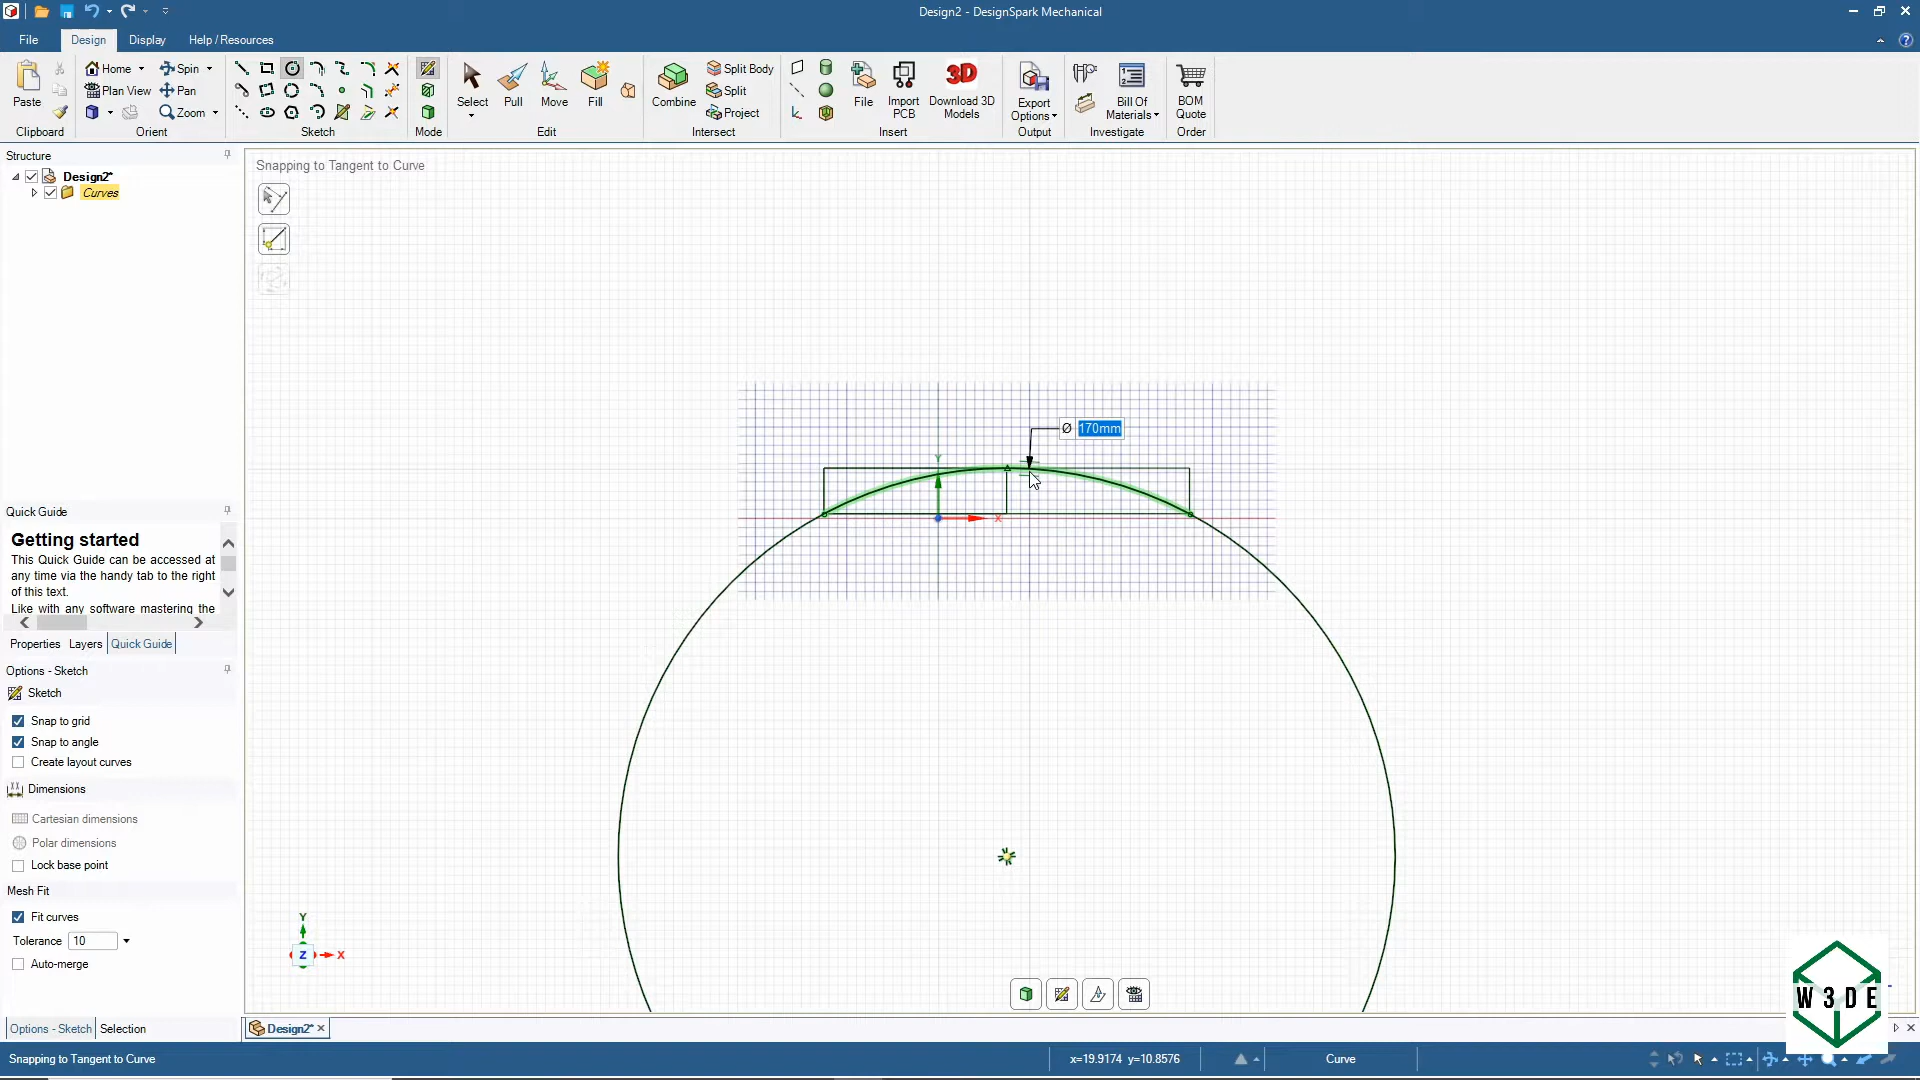 Design2 - DesignSpark Mechanical
File
Design
Display
Help / Resources
Paste
Clipboard
Home
Plan View
Spin
Pan
Zoom
Orient
Sketch
Mode
Select
Pull
Move
Fill
Edit
Combine
Split Body
Split
Project
Intersect
File
Import
PCB
Download 3D
Models
3D
Insert
Export
Options
Output
Bill Of
Materials
Investigate
BOM
Quote
Order
Structure
Design2*
Curves
Snapping to Tangent to Curve
Ø 170mm
Y
X
Quick Guide
Getting started
This Quick Guide can be accessed at
any time via the handy tab to the right
of this text.
Like with any software mastering the
Properties
Layers
Quick Guide
Options - Sketch
Sketch
Snap to grid
Snap to angle
Create layout curves
Dimensions
Cartesian dimensions
Polar dimensions
Lock base point
Mesh Fit
Fit curves
Tolerance 10
Auto-merge
Y
Z
X
W3DE
Options - Sketch
Selection
Design2*
Snapping to Tangent to Curve
x=19.9174 y=10.8576
Curve